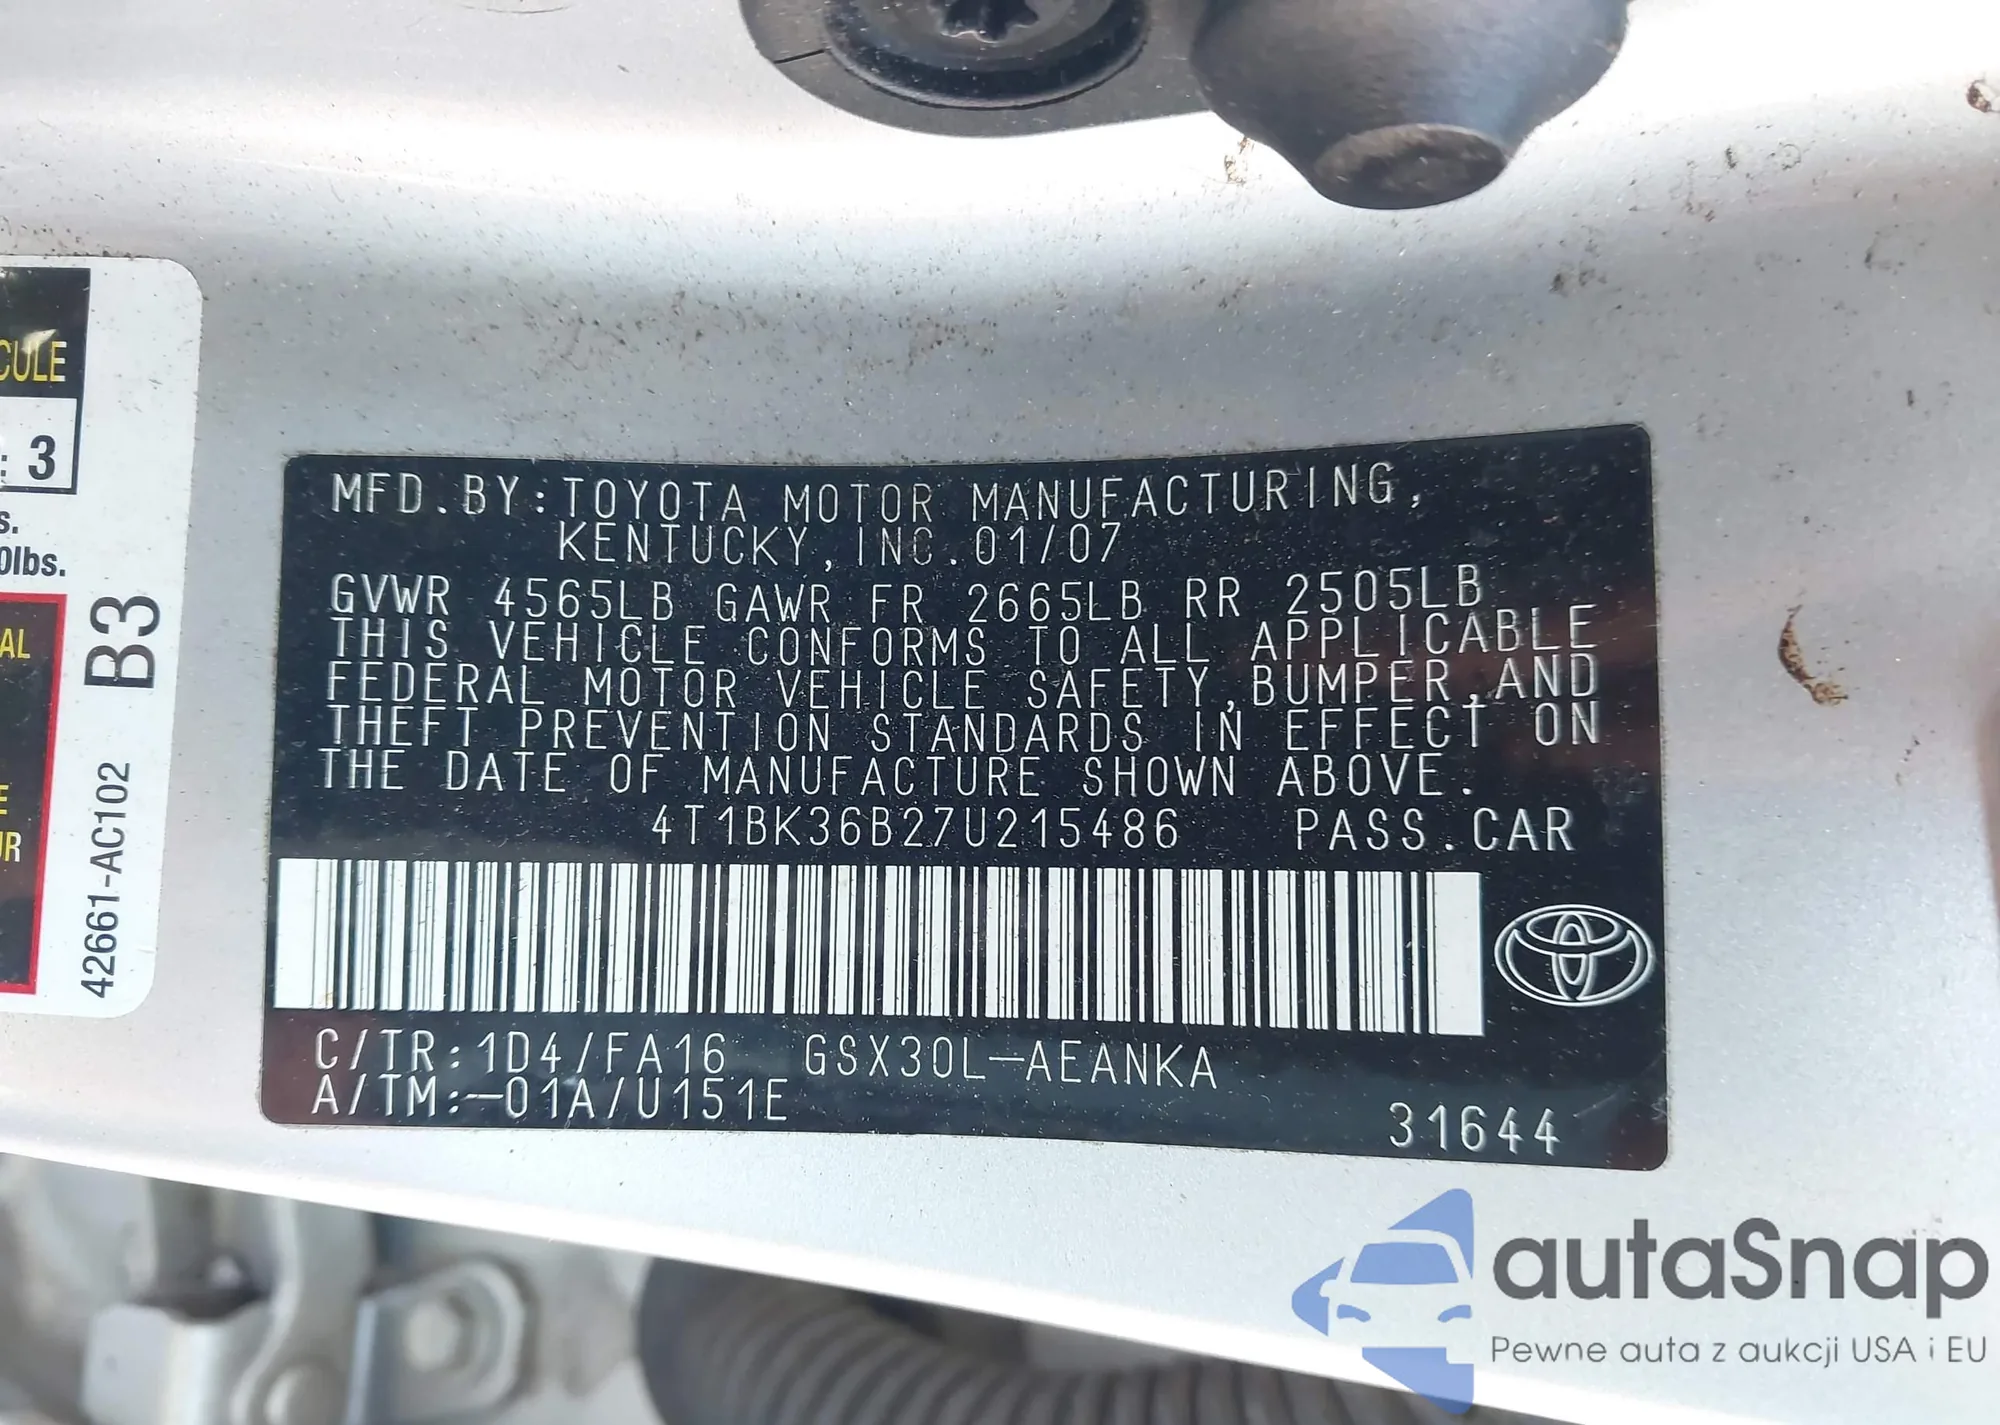 CULE
: 3
s.
0lbs.
AL
E
UR
B3
42661-AC102
MFD.BY:TOYOTA MOTOR MANUFACTURING,
KENTUCKY,INC.01/07
GVWR 4565LB GAWR FR 2665LB RR 2505LB
THIS VEHICLE CONFORMS TO ALL APPLICABLE
FEDERAL MOTOR VEHICLE SAFETY,BUMPER,AND
THEFT PREVENTION STANDARDS IN EFFECT ON
THE DATE OF MANUFACTURE SHOWN ABOVE.
4T1BK36B27U215486 PASS.CAR
C/TR:1D4/FA16 GSX30L-AEANKA
A/TM:-01A/U151E
31644
autaSnap
Pewne auta z aukcji USA i EU